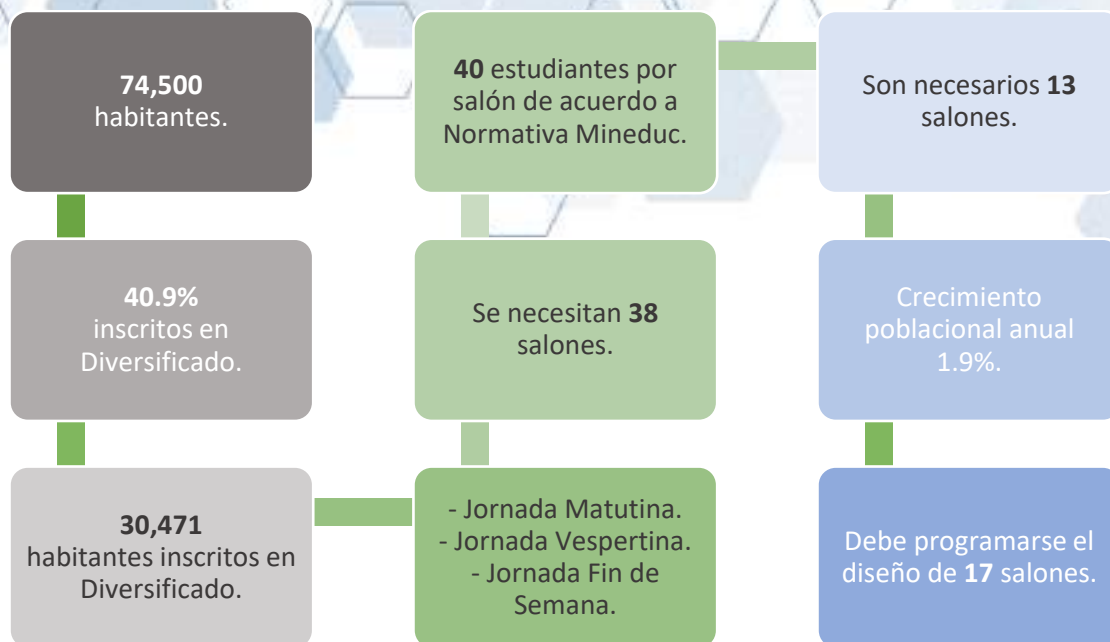 74,500
habitantes.
40.9%
inscritos en
Diversificado.
30,471
habitantes inscritos en
Diversificado.
- Jornada Matutina.
- Jornada Vespertina.
- Jornada Fin de
Semana.
Se necesitan 38
salones.
40 estudiantes por
salón de acuerdo a
Normativa Mineduc.
Son necesarios 13
salones.
Crecimiento
poblacional anual
1.9%.
Debe programarse el
diseño de 17 salones.